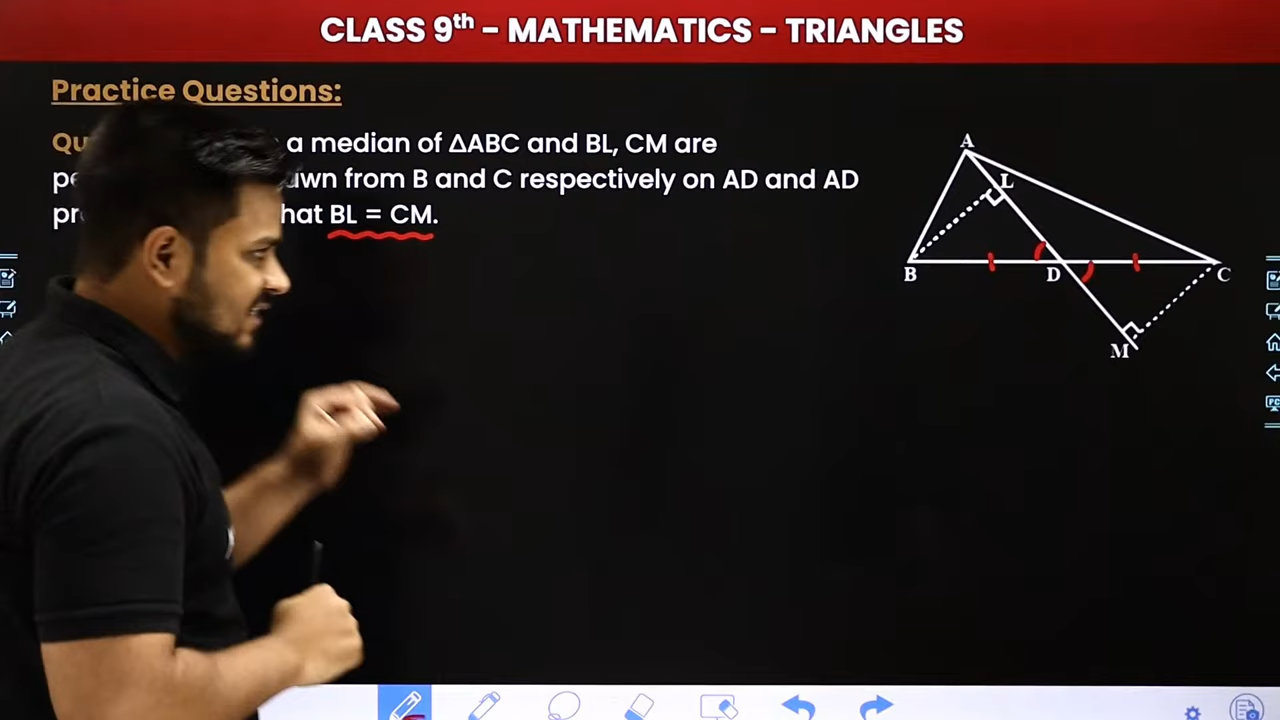 CLASS 9th - MATHEMATICS - TRIANGLES
Practice Questions:
Qu a median of ΔABC and BL, CM are
pe awn from B and C respectively on AD and AD
pr hat BL = CM.
A
L
B
D
C
M